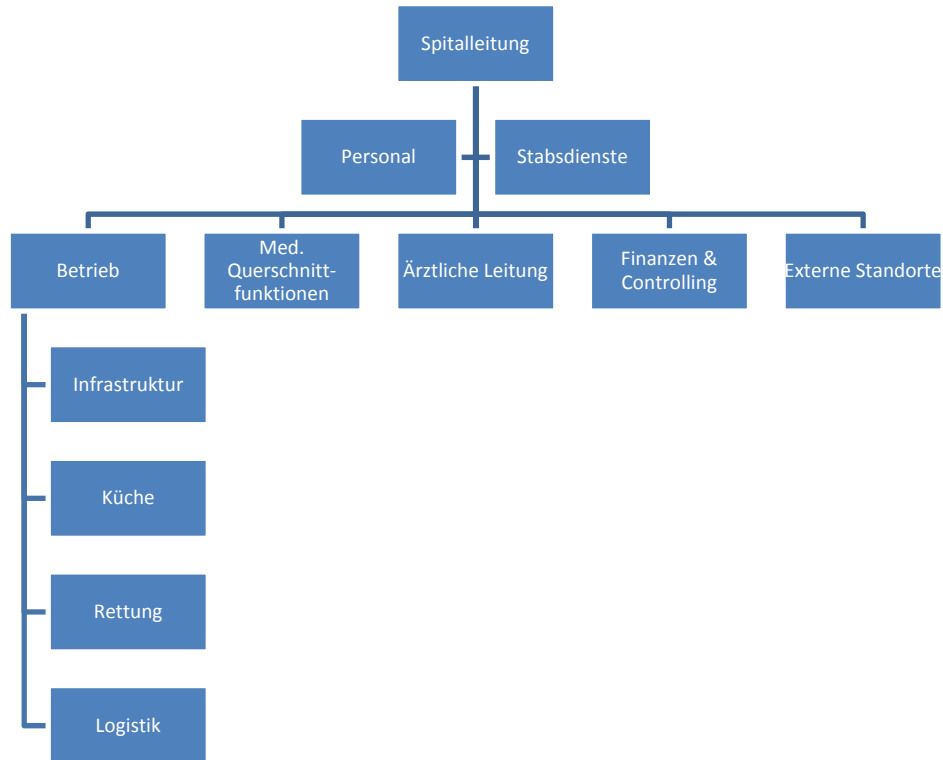 Spitalleitung
Personal
Stabsdienste
Betrieb
Med.
Querschnitt-
funktionen
Ärztliche Leitung
Finanzen &
Controlling
Externe Standorte
Infrastruktur
Küche
Rettung
Logistik